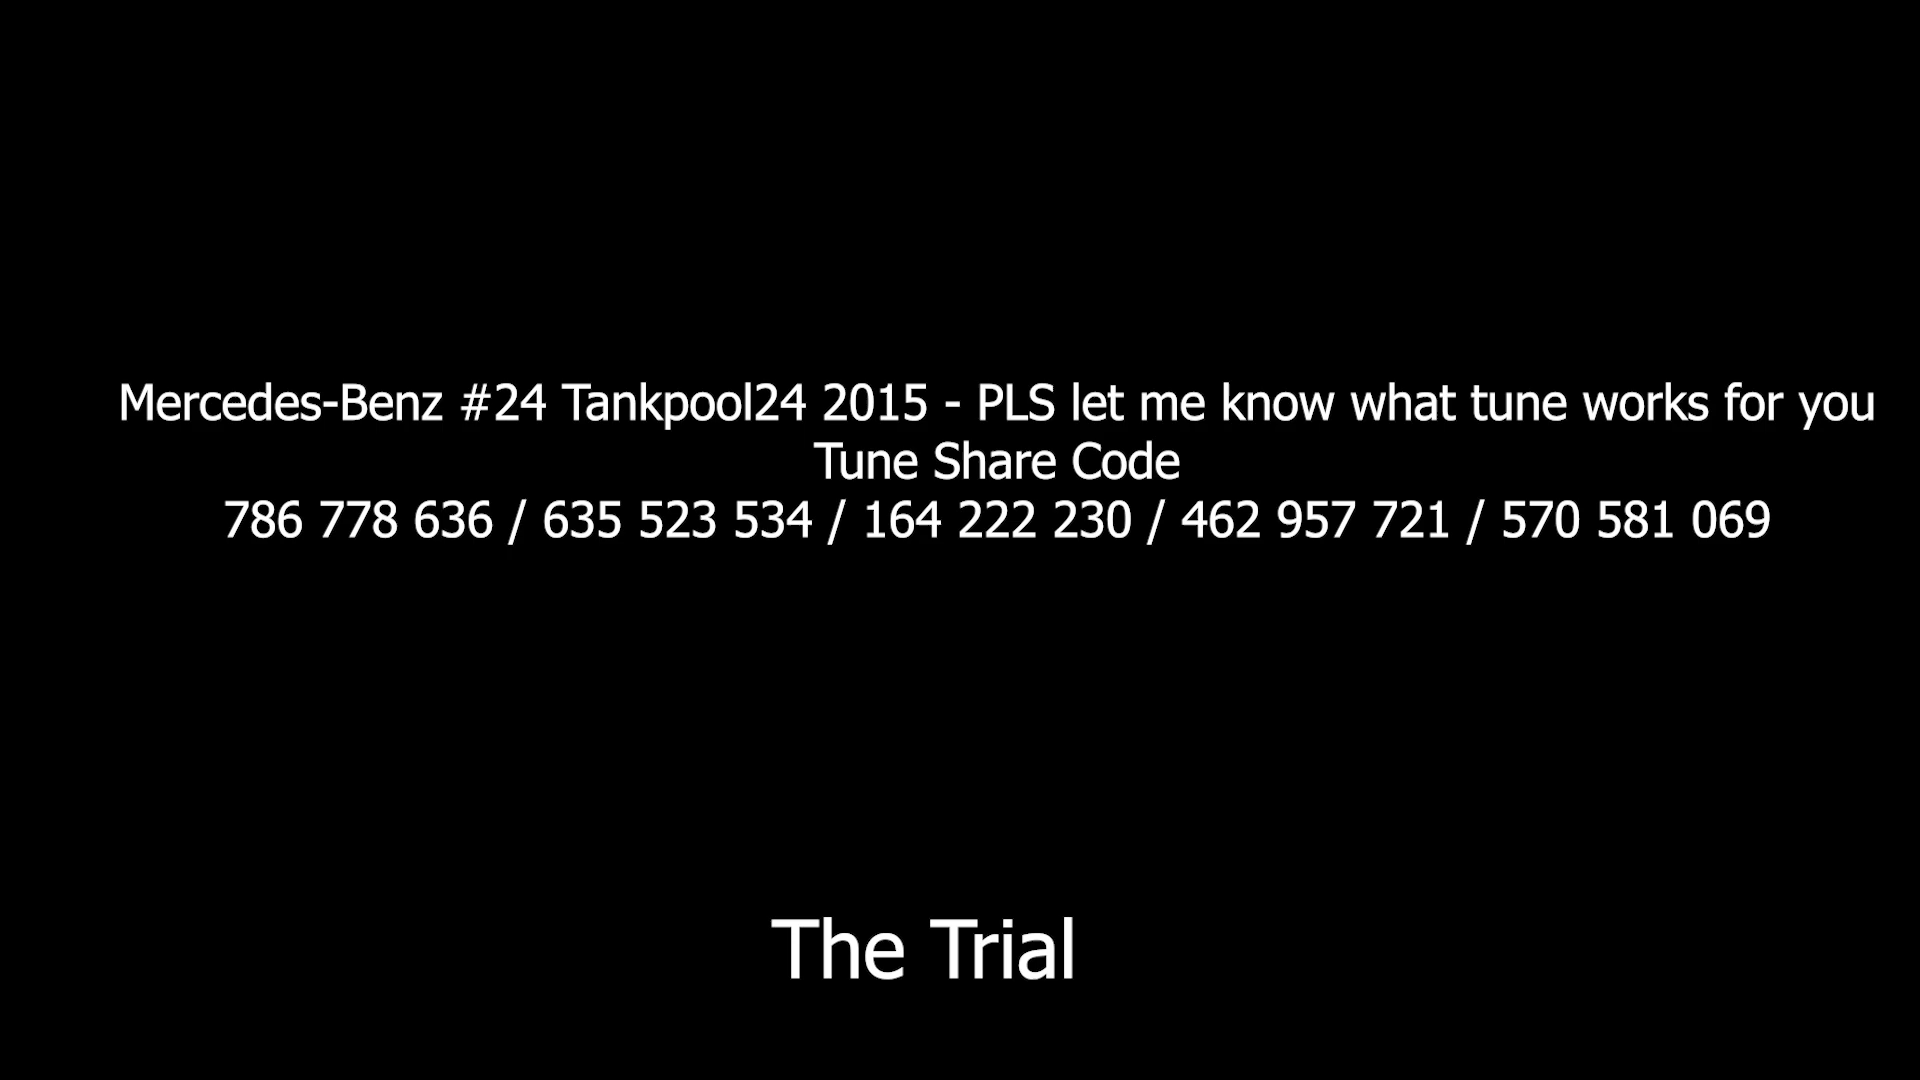 Mercedes-Benz #24 Tankpool24 2015 - PLS let me know what tune works for you
Tune Share Code
786 778 636 / 635 523 534 / 164 222 230 / 462 957 721 / 570 581 069
The Trial